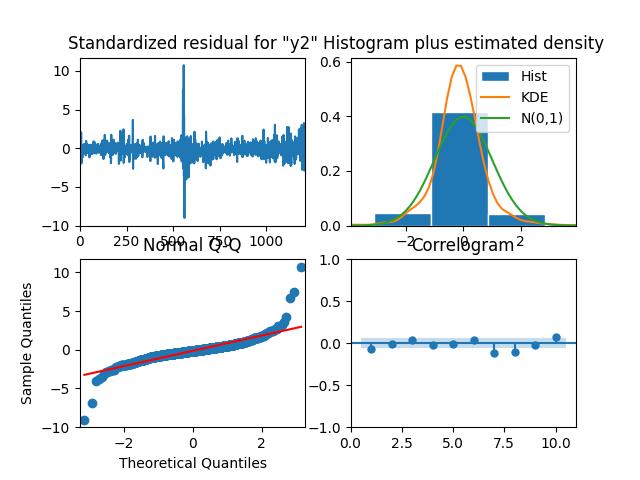 Standardized residual for "y2"
10
5
0
−5
−10
0 250 500 750 1000
Histogram plus estimated density
Hist
KDE
N(0,1)
0.6
0.4
0.2
0.0
−2 0 2
Normal Q-Q
Sample Quantiles
10
5
0
−5
−10
−2 0 2
Theoretical Quantiles
Correlogram
1.0
0.5
0.0
−0.5
−1.0
0.0 2.5 5.0 7.5 10.0